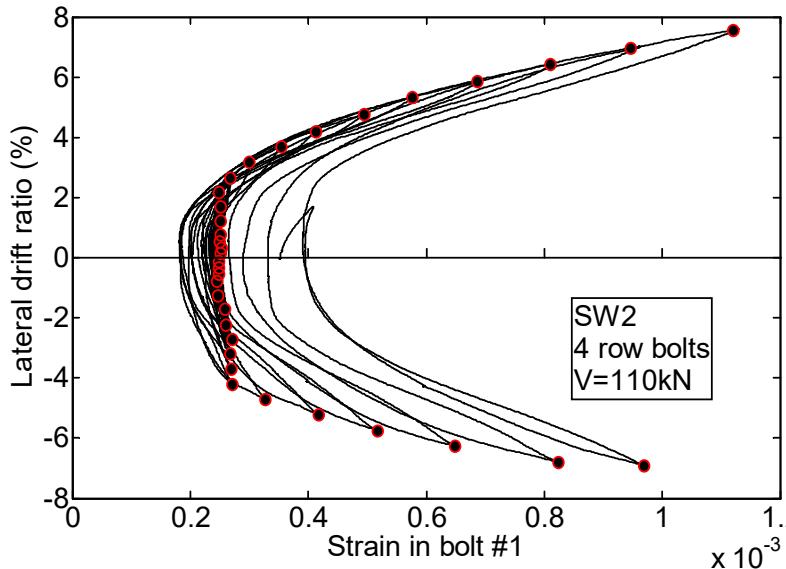 8
6
4
2
0
-2
-4
-6
-8
Lateral drift ratio (%)
SW2
4 row bolts
V=110kN
0 0.2 0.4 0.6 0.8 1 1.
Strain in bolt #1
x 10-3